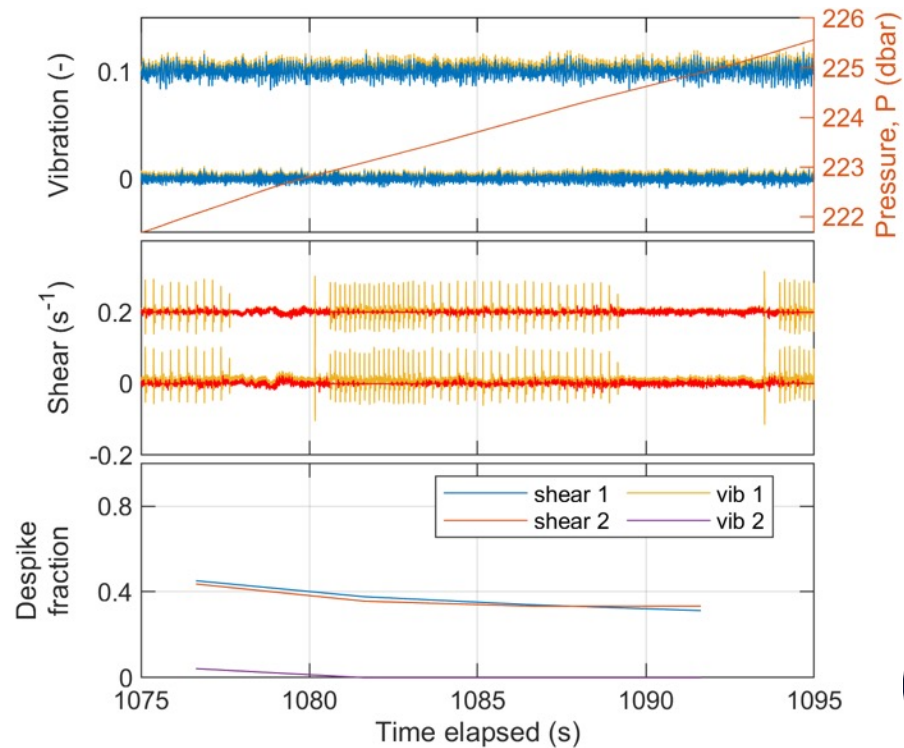 Vibration (-)
0.1
0
226
225
224
223
222
Pressure, P (dbar)
Shear (s⁻¹)
0.2
0
-0.2
Despike
fraction
0.8
0.4
0
shear 1
vib 1
shear 2
vib 2
1075
1080
1085
1090
1095
Time elapsed (s)